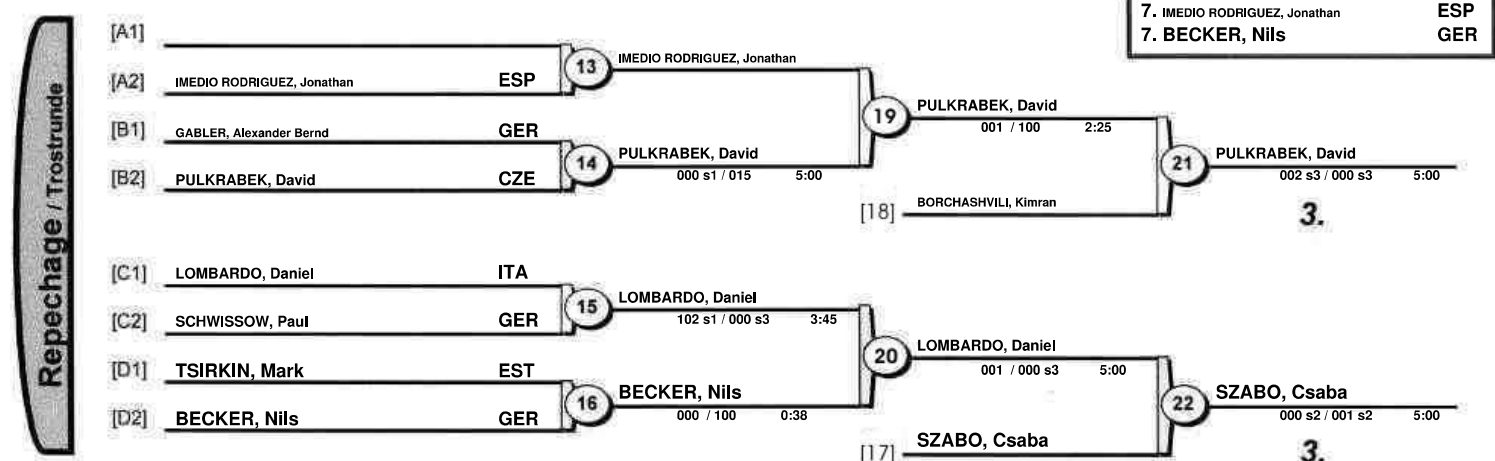 7. IMEDIO RODRIGUEZ, Jonathan ESP
7. BECKER, Nils GER
Repechage / Trostrunde
[A1]
[A2] IMEDIO RODRIGUEZ, Jonathan ESP
13 IMEDIO RODRIGUEZ, Jonathan
[B1] GABLER, Alexander Bernd GER
[B2] PULKRABEK, David CZE
14 PULKRABEK, David
000 s1 / 015 5:00
19 PULKRABEK, David
001 / 100 2:25
[18] BORCHASHVILI, Kimran
21 PULKRABEK, David
002 s3 / 000 s3 5:00
3.
[C1] LOMBARDO, Daniel ITA
[C2] SCHWISSOW, Paul GER
15 LOMBARDO, Daniel
102 s1 / 000 s3 3:45
[D1] TSIRKIN, Mark EST
[D2] BECKER, Nils GER
16 BECKER, Nils
000 / 100 0:38
20 LOMBARDO, Daniel
001 / 000 s3 5:00
[17] SZABO, Csaba
22 SZABO, Csaba
000 s2 / 001 s2 5:00
3.